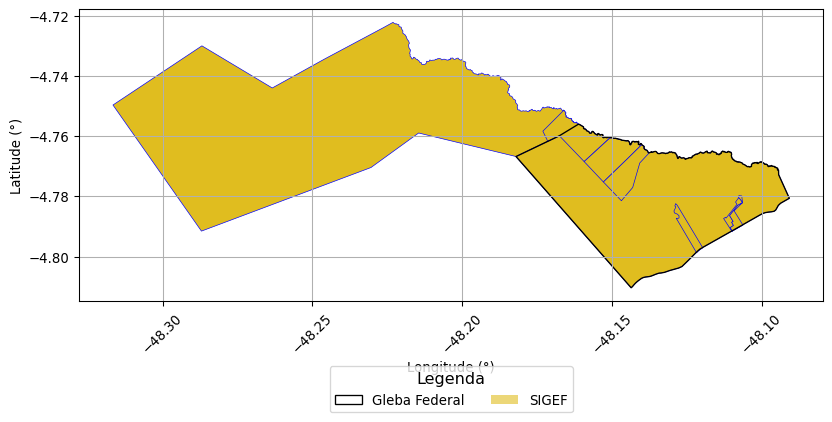 −4.72
−4.74
−4.76
−4.78
−4.80
Latitude (°)
−48.30
−48.25
−48.20
−48.15
−48.10
Longitude (°)
Legenda
Gleba Federal
SIGEF